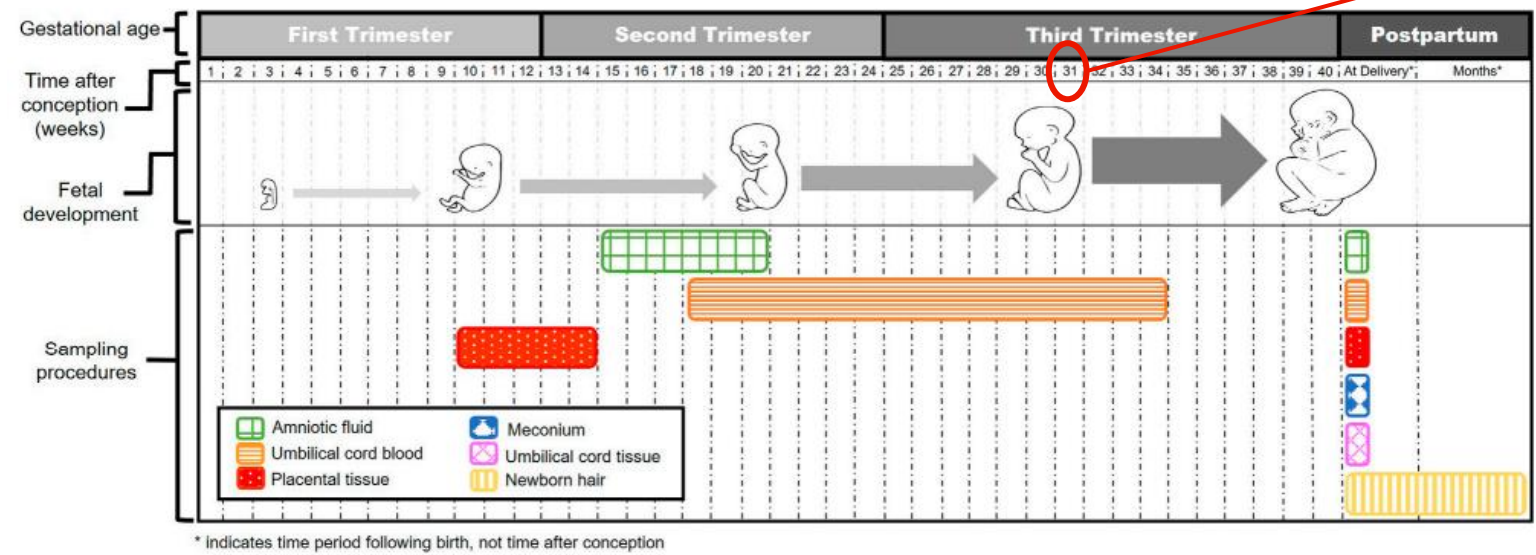 Gestational age
First Trimester
Second Trimester
Third Trimester
Postpartum
Time after
conception
(weeks)
1 2 3 4 5 6 7 8 9 10 11 12 13 14 15 16 17 18 19 20 21 22 23 24 25 26 27 28 29 30 31 32 33 34 35 36 37 38 39 40 At Delivery* Months*
Fetal
development
Sampling
procedures
Amniotic fluid
Umbilical cord blood
Placental tissue
Meconium
Umbilical cord tissue
Newborn hair
* indicates time period following birth, not time after conception